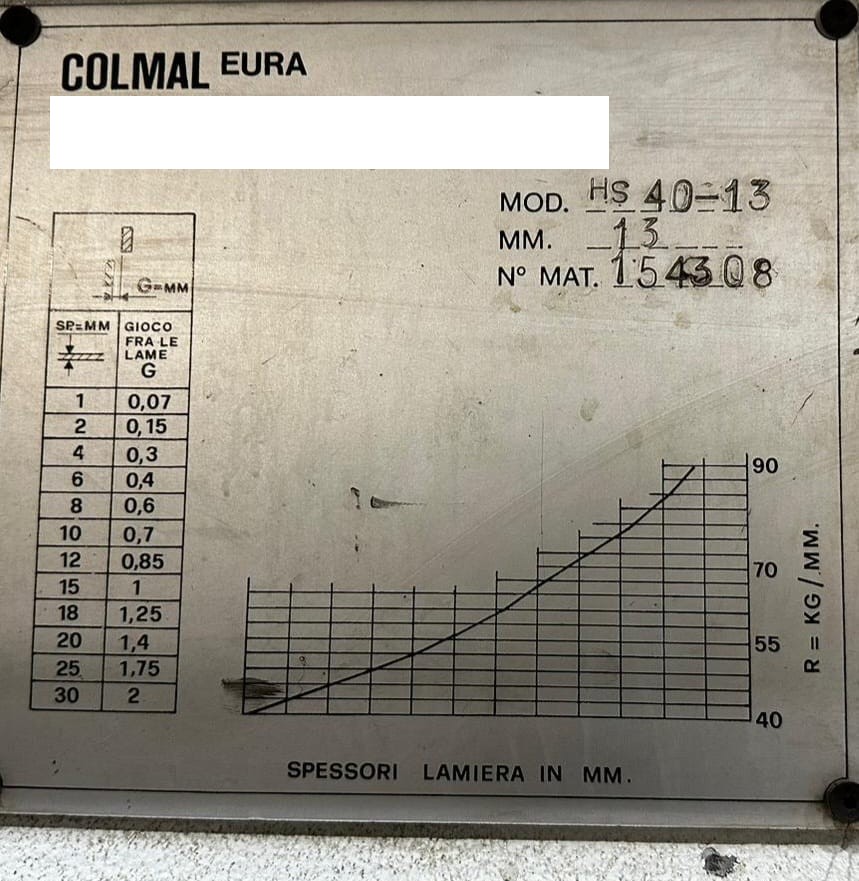 COLMAL EURA
MOD. HS 40-13
MM. 13
N° MAT. 154308
G=MM
SP=MM GIOCO
FRA LE
LAME
G
1 0,07
2 0,15
4 0,3
6 0,4
8 0,6
10 0,7
12 0,85
15 1
18 1,25
20 1,4
25 1,75
30 2
90
70
55
40
R = KG/MM.
SPESSORI LAMIERA IN MM.